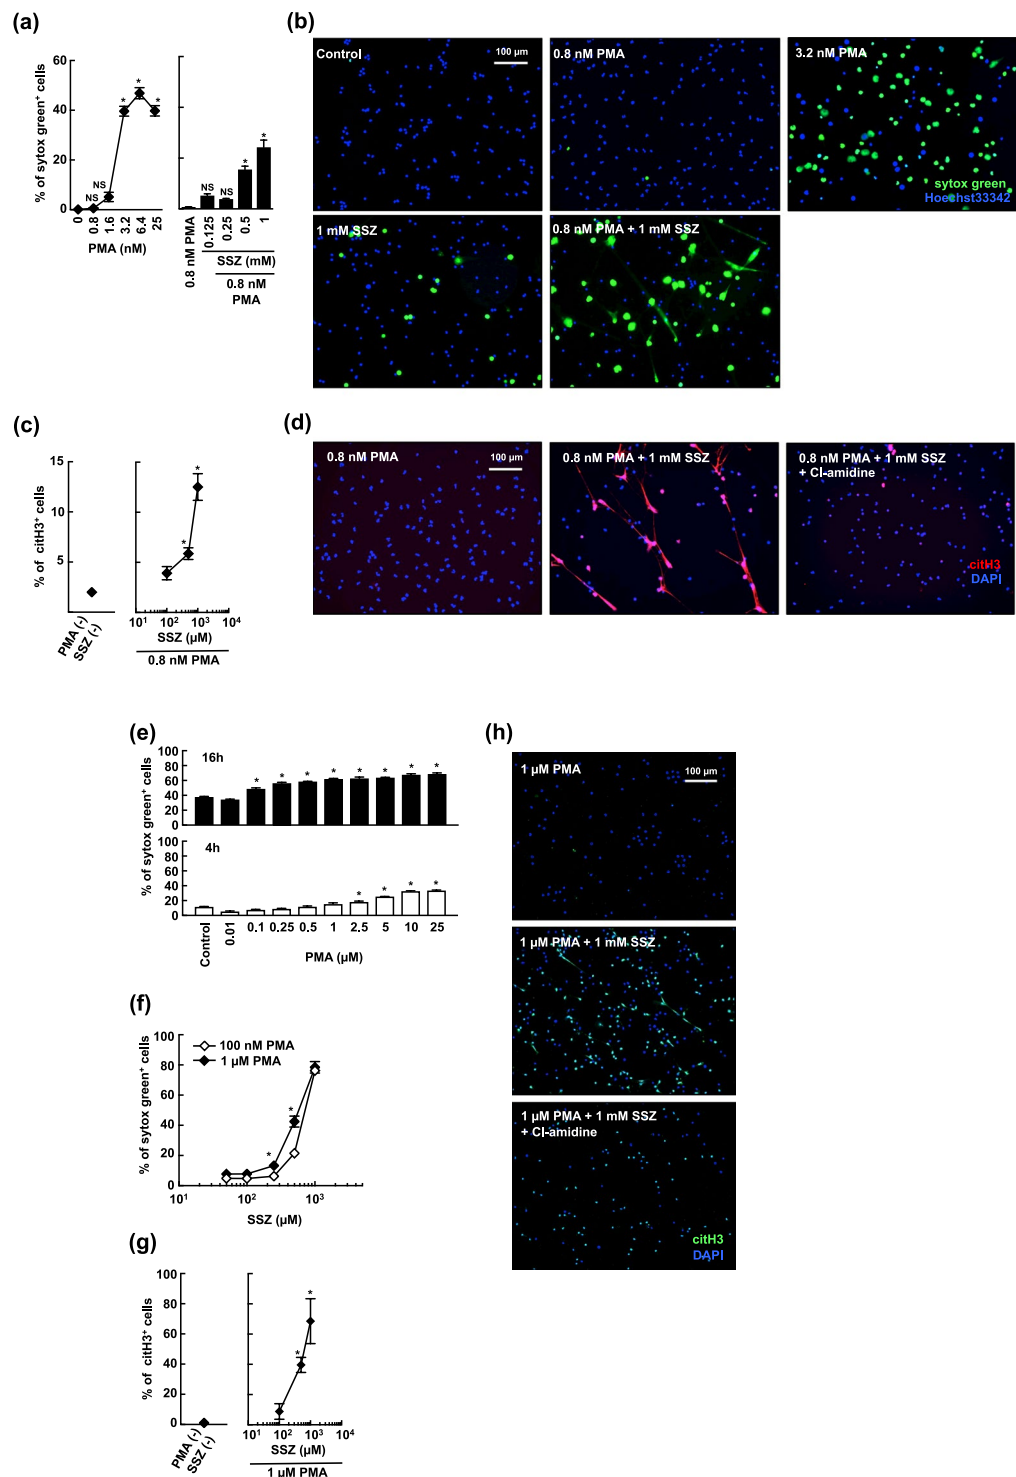 (a)
% of sytox green+ cells
60
40
20
0
NS
NS
*
*
*
0 0.8 1.6 3.2 6.4 25
PMA (nM)
NS
NS
*
*
0.8 nM PMA
0.125 0.25 0.5 1
SSZ (mM)
0.8 nM
PMA
(b)
Control
100 µm
0.8 nM PMA
3.2 nM PMA
sytox green
Hoechst33342
1 mM SSZ
0.8 nM PMA + 1 mM SSZ
(c)
% of citH3+ cells
15
10
5
*
*
PMA (-)
SSZ (-)
10¹ 10² 10³ 10⁴
SSZ (µM)
0.8 nM PMA
(d)
0.8 nM PMA
100 µm
0.8 nM PMA + 1 mM SSZ
0.8 nM PMA + 1 mM SSZ
+ Cl-amidine
citH3
DAPI
(e)
% of sytox green+ cells
100
80
60
40
20
0
16h
* * * * * * * *
100
80
60
40
20
0
4h
* * * *
Control 0.01 0.1 0.25 0.5 1 2.5 5 10 25
PMA (µM)
(f)
% of sytox green+ cells
100
80
60
40
20
0
100 nM PMA
1 µM PMA
*
*
10¹ 10² 10³
SSZ (µM)
(g)
% of citH3+ cells
100
80
60
40
20
0
*
*
PMA (-)
SSZ (-)
10¹ 10² 10³ 10⁴
SSZ (µM)
1 µM PMA
(h)
1 µM PMA
100 µm
1 µM PMA + 1 mM SSZ
1 µM PMA + 1 mM SSZ
+ Cl-amidine
citH3
DAPI